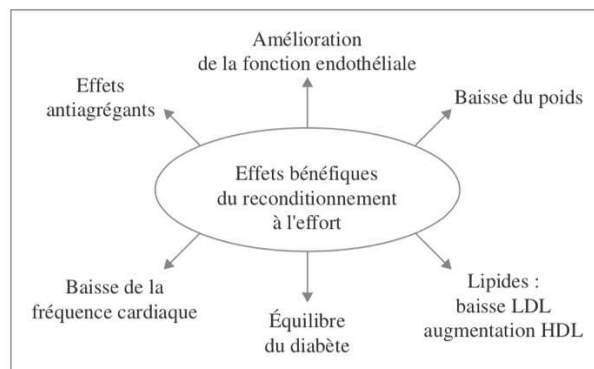 Amélioration
de la fonction endothéliale
Effets
antiagrégants
Baisse du poids
Effets bénéfiques
du reconditionnement
à l'effort
Baisse de la
fréquence cardiaque
Équilibre
du diabète
Lipides :
baisse LDL
augmentation HDL